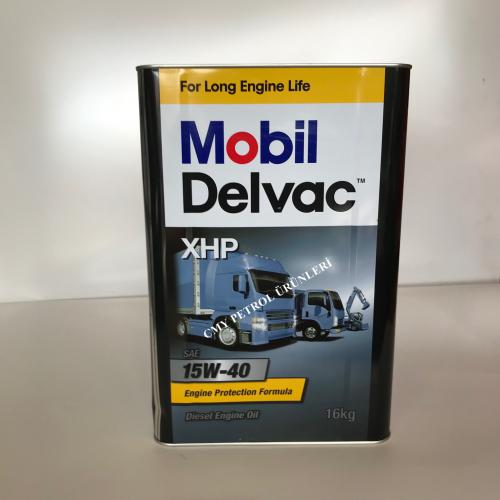 For Long Engine Life
Mobil
Delvac™
XHP
CMY PETROL ÜRÜNLERİ
SAE
15W-40
Engine Protection Formula
Diesel Engine Oil
16kg